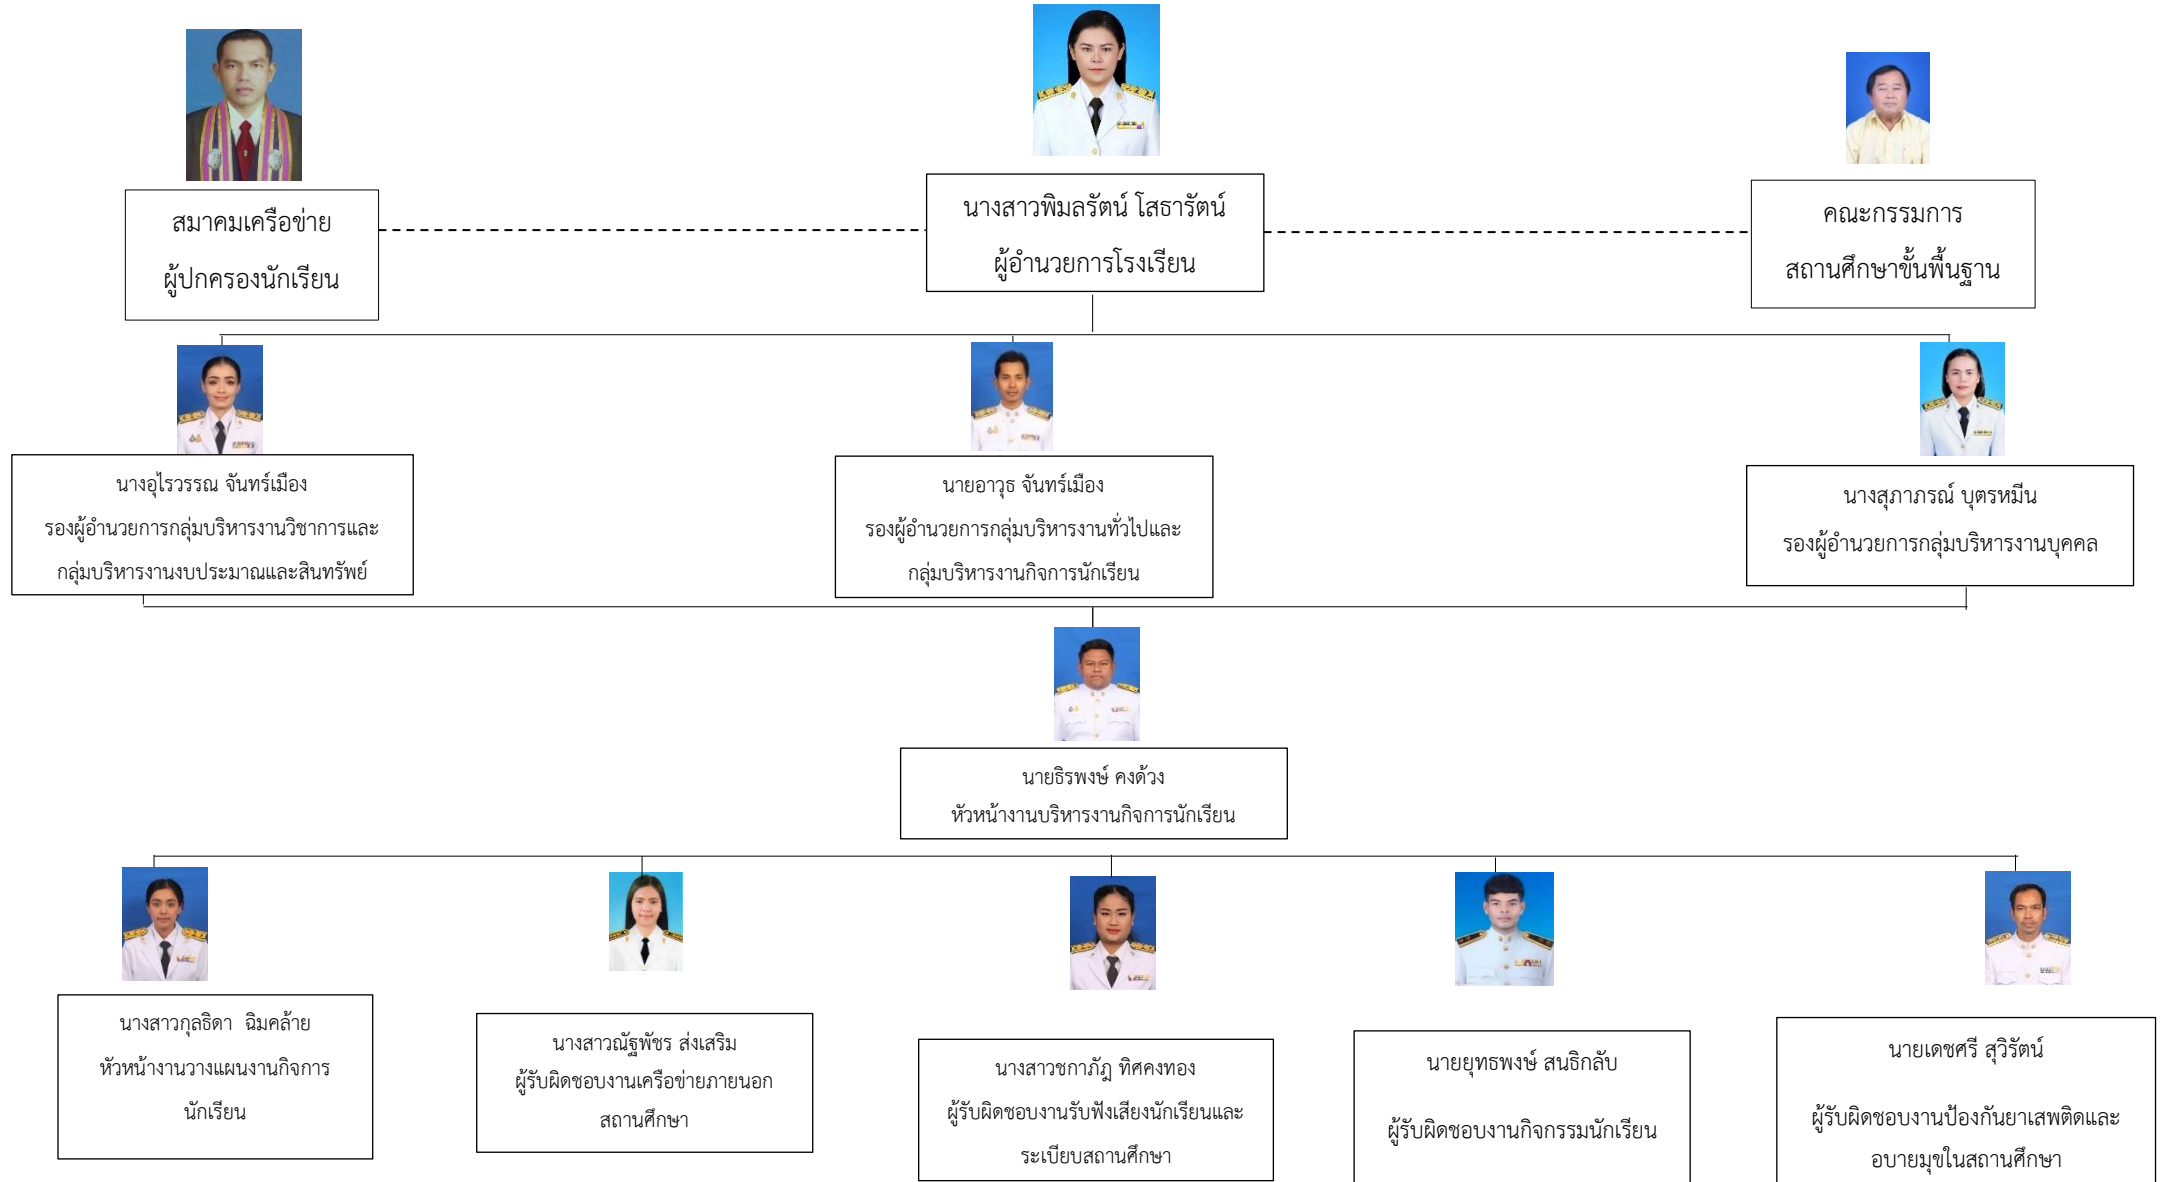 สมาคมเครือข่าย
ผู้ปกครองนักเรียน
นางสาวพิมลรัตน์ โสธารัตน์
ผู้อำนวยการโรงเรียน
คณะกรรมการ
สถานศึกษาขั้นพื้นฐาน
นางอุไรวรรณ จันทร์เมือง
รองผู้อำนวยการกลุ่มบริหารงานวิชาการและ
กลุ่มบริหารงานงบประมาณและสินทรัพย์
นายอาวุธ จันทร์เมือง
รองผู้อำนวยการกลุ่มบริหารงานทั่วไปและ
กลุ่มบริหารงานกิจการนักเรียน
นางสุภาภรณ์ บุตรหมีน
รองผู้อำนวยการกลุ่มบริหารงานบุคคล
นายธิรพงษ์ คงด้วง
หัวหน้างานบริหารงานกิจการนักเรียน
นางสาวกุลธิดา ฉิมคล้าย
หัวหน้างานวางแผนงานกิจการ
นักเรียน
นางสาวณัฐพัชร ส่งเสริม
ผู้รับผิดชอบงานเครือข่ายภายนอก
สถานศึกษา
นางสาวชกาภัฎ ทิศคงทอง
ผู้รับผิดชอบงานรับฟังเสียงนักเรียนและ
ระเบียบสถานศึกษา
นายยุทธพงษ์ สนธิกลับ
ผู้รับผิดชอบงานกิจกรรมนักเรียน
นายเดชศรี สุวิรัตน์
ผู้รับผิดชอบงานป้องกันยาเสพติดและ
อบายมุขในสถานศึกษา